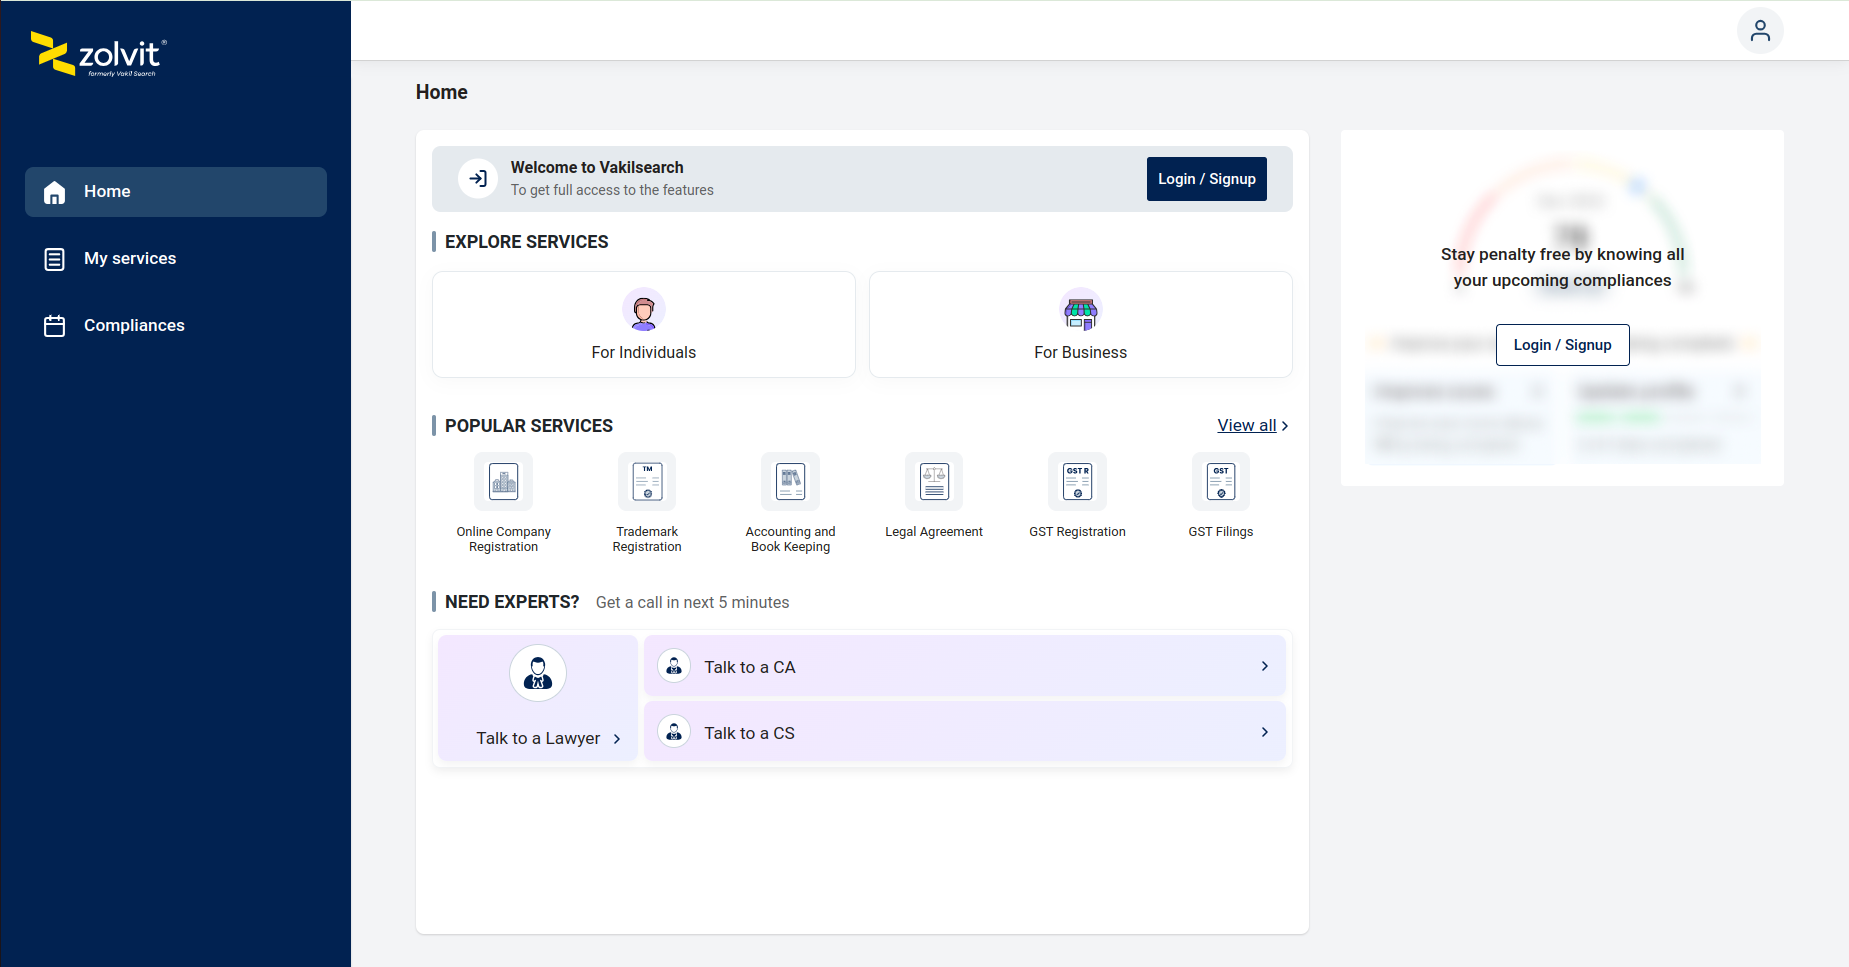 zolvit®
formerly Vakil Search
Home
My services
Compliances
Home
Welcome to Vakilsearch
To get full access to the features
Login / Signup
EXPLORE SERVICES
For Individuals
For Business
POPULAR SERVICES
View all
TM
GST R
GST
Online Company
Registration
Trademark
Registration
Accounting and
Book Keeping
Legal Agreement
GST Registration
GST Filings
NEED EXPERTS?
Get a call in next 5 minutes
Talk to a Lawyer
Talk to a CA
Talk to a CS
Stay penalty free by knowing all
your upcoming compliances
Login / Signup